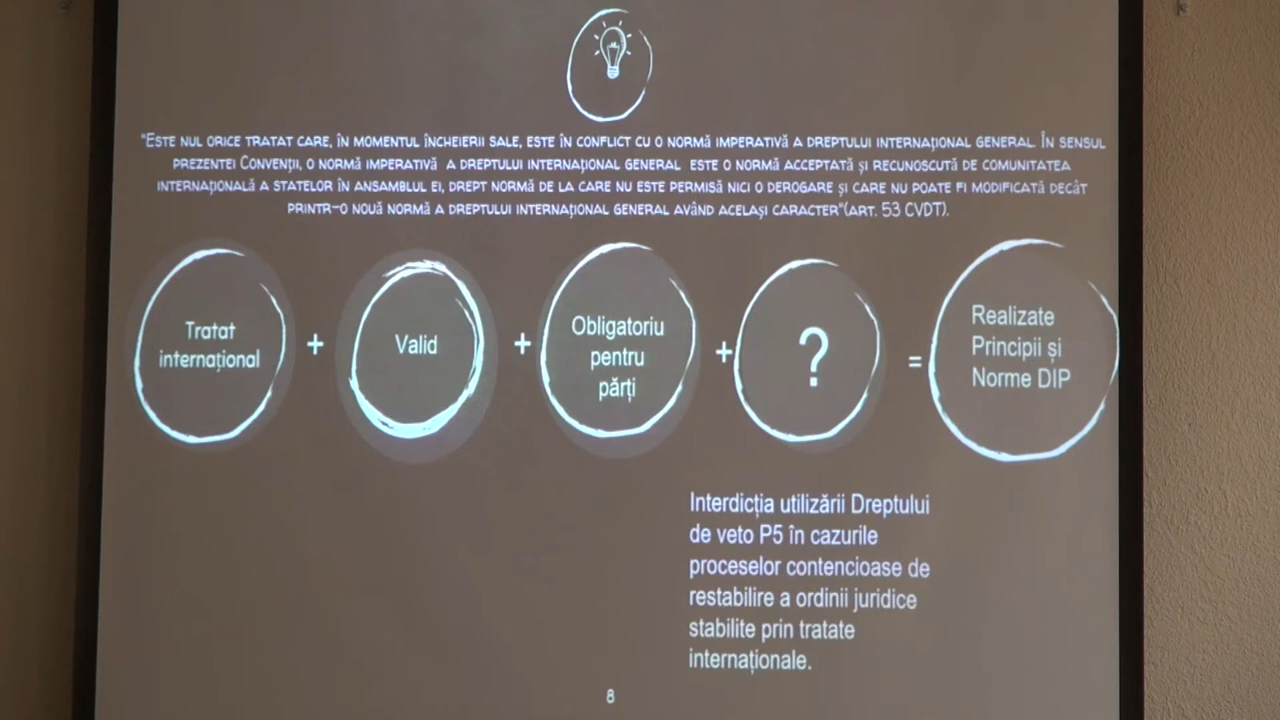 "ESTE NUL ORICE TRATAT CARE, ÎN MOMENTUL ÎNCHEIERII SALE, ESTE ÎN CONFLICT CU O NORMĂ IMPERATIVĂ A DREPTULUI INTERNAȚIONAL GENERAL. ÎN SENSUL
PREZENTEI CONVENȚII, O NORMĂ IMPERATIVĂ A DREPTULUI INTERNAȚIONAL GENERAL ESTE O NORMĂ ACCEPTATĂ ȘI RECUNOSCUTĂ DE COMUNITATEA
INTERNAȚIONALĂ A STATELOR ÎN ANSAMBLUL EI, DREPT NORMĂ DE LA CARE NU ESTE PERMISĂ NICI O DEROGARE ȘI CARE NU POATE FI MODIFICATĂ DECÂT
PRINTR-O NOUĂ NORMĂ A DREPTULUI INTERNAȚIONAL GENERAL AVÂND ACELAȘI CARACTER"(ART. 53 CVDT).
Tratat
internațional
+
Valid
+
Obligatoriu
pentru
părți
+
?
=
Realizate
Principii și
Norme DIP
Interdicția utilizării Dreptului
de veto P5 în cazurile
proceselor contencioase de
restabilire a ordinii juridice
stabilite prin tratate
internaționale.
8